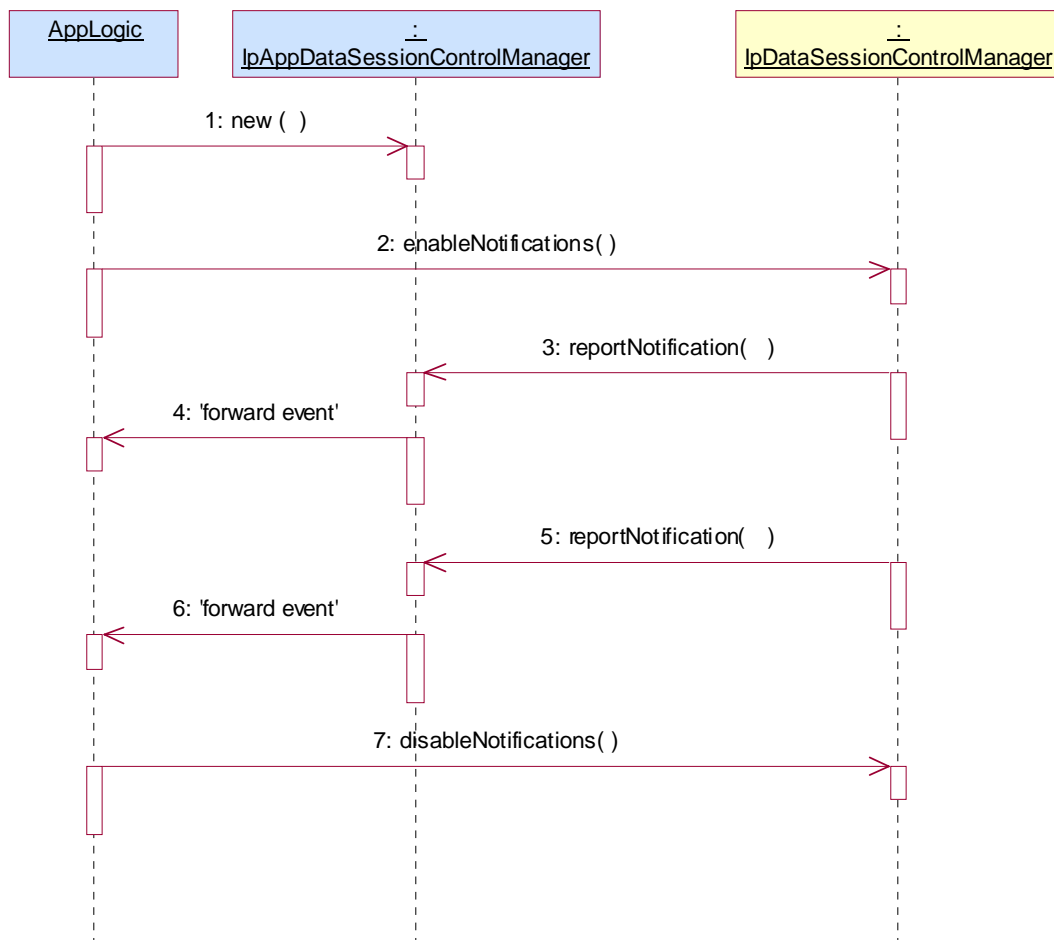 AppLogic
:
IpAppDataSessionControlManager
:
IpDataSessionControlManager
1: new ( )
2: enableNotifications( )
3: reportNotification( )
4: 'forward event'
5: reportNotification( )
6: 'forward event'
7: disableNotifications( )